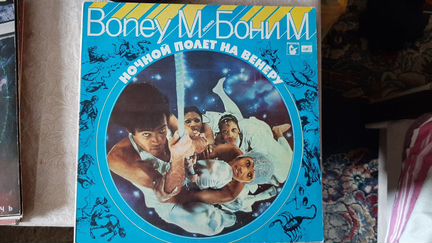 Boney M Бони М
НОЧНОЙ ПОЛЕТ НА ВЕНЕРУ